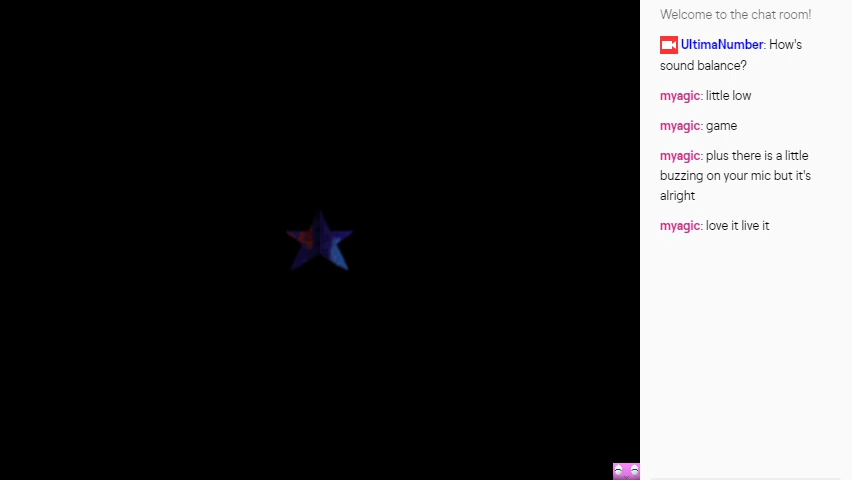 Welcome to the chat room!
UltimaNumber: How's
sound balance?
myagic: little low
myagic: game
myagic: plus there is a little
buzzing on your mic but it's
alright
myagic: love it live it